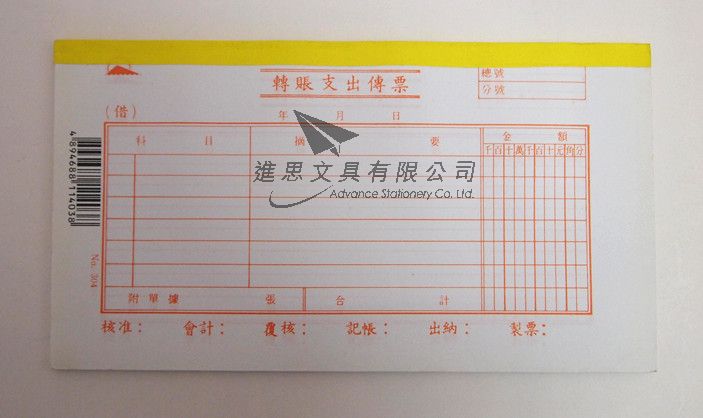 轉賬支出傳票
總號
分號
(借)
年 月 日
科 目 摘 要 金 額
千百十萬千百十元角分
進思文具有限公司
Advance Stationery Co, Ltd.
附單據 張 合 計
核准: 會計: 覆核: 記帳: 出納: 製票:
4894688114038
No. 304